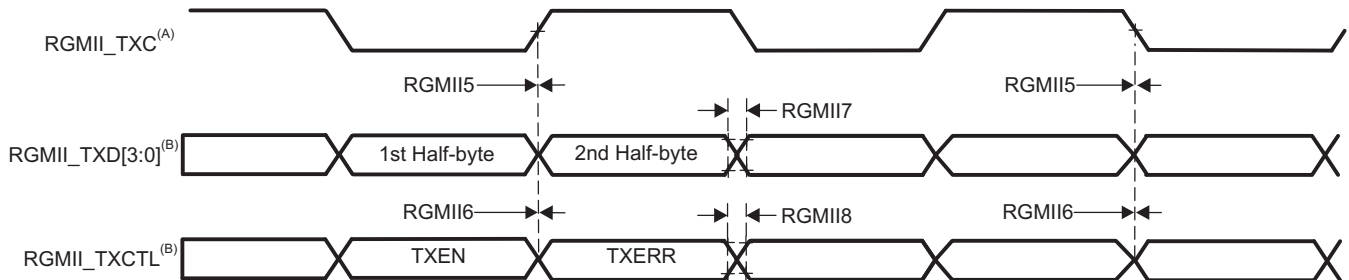 RGMII_TXC(A)
RGMII5
RGMII5
RGMII7
RGMII_TXD[3:0](B)
1st Half-byte
2nd Half-byte
RGMII6
RGMII8
RGMII6
RGMII_TXCTL(B)
TXEN
TXERR